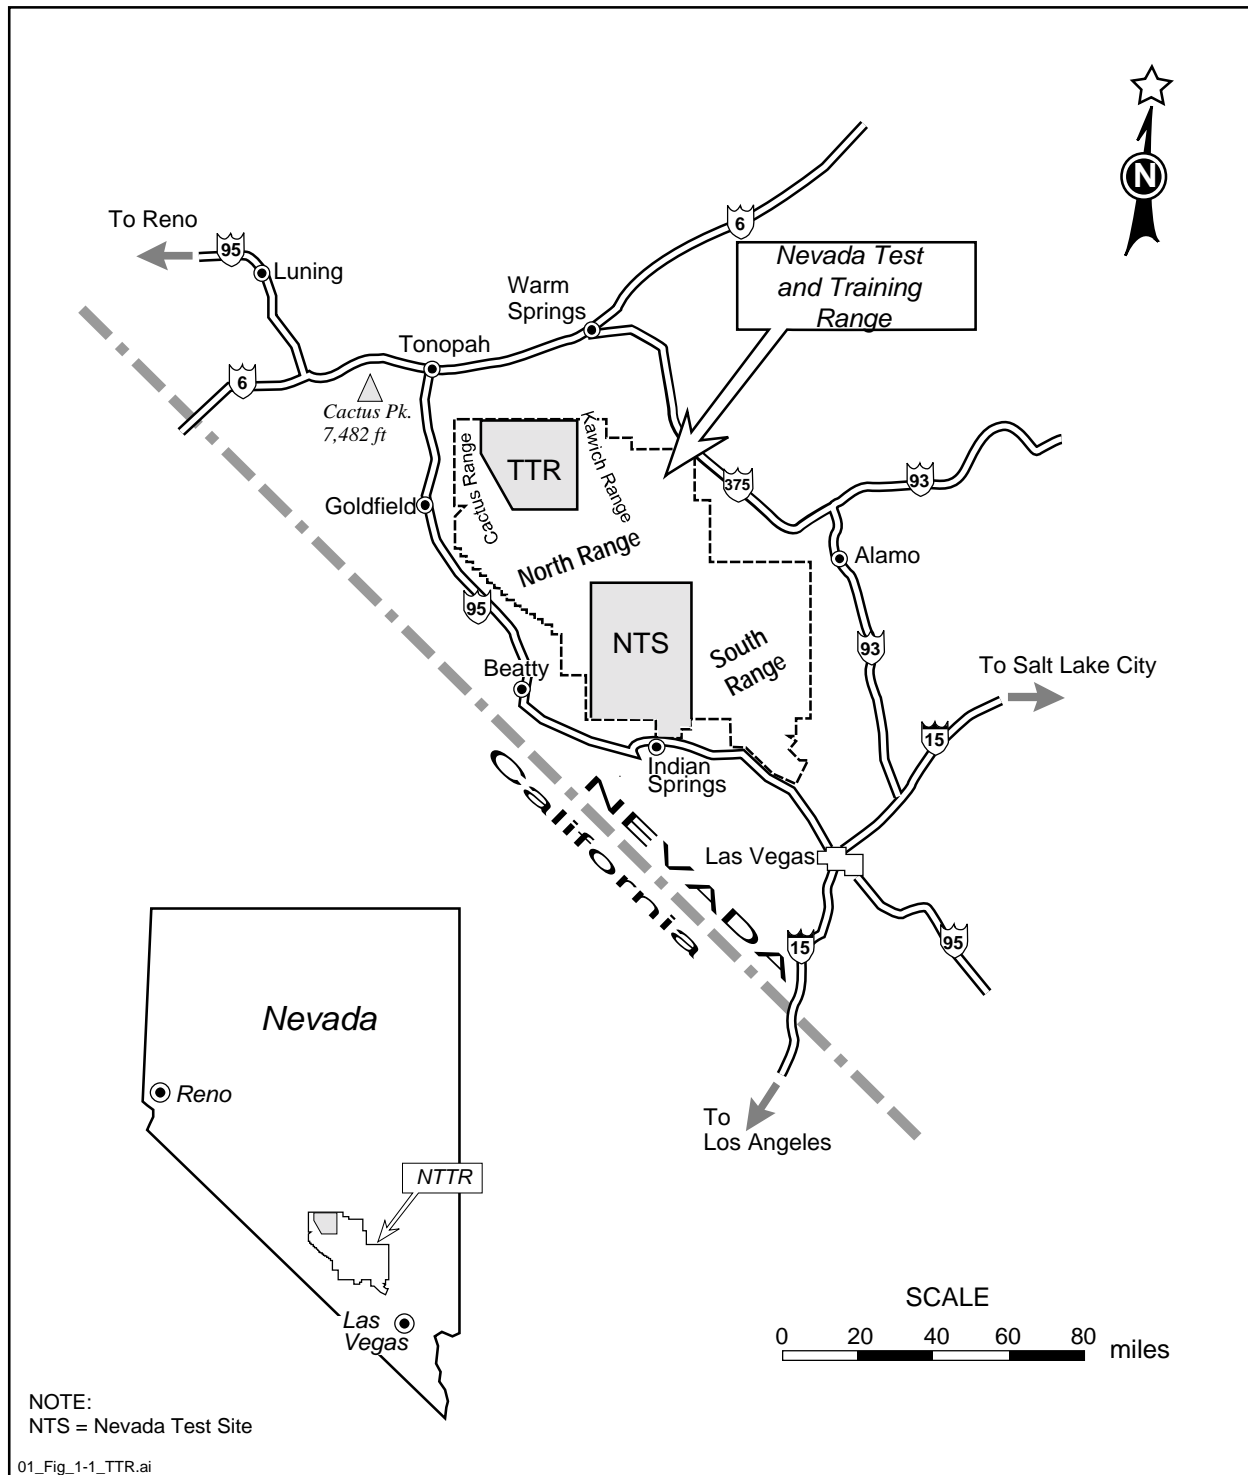 N
To Reno
95
Luning
6
Warm
Springs
Nevada Test
and Training
Range
Tonopah
6
Cactus Pk.
7,482 ft
Cactus Range
TTR
Kawich Range
375
93
Goldfield
North Range
Alamo
95
NTS
South
Range
93
Beatty
To Salt Lake City
15
Indian
Springs
NEVADA
California
Las Vegas
15
95
To
Los Angeles
Nevada
Reno
NTTR
Las
Vegas
SCALE
0 20 40 60 80 miles
NOTE:
NTS = Nevada Test Site
01_Fig_1-1_TTR.ai